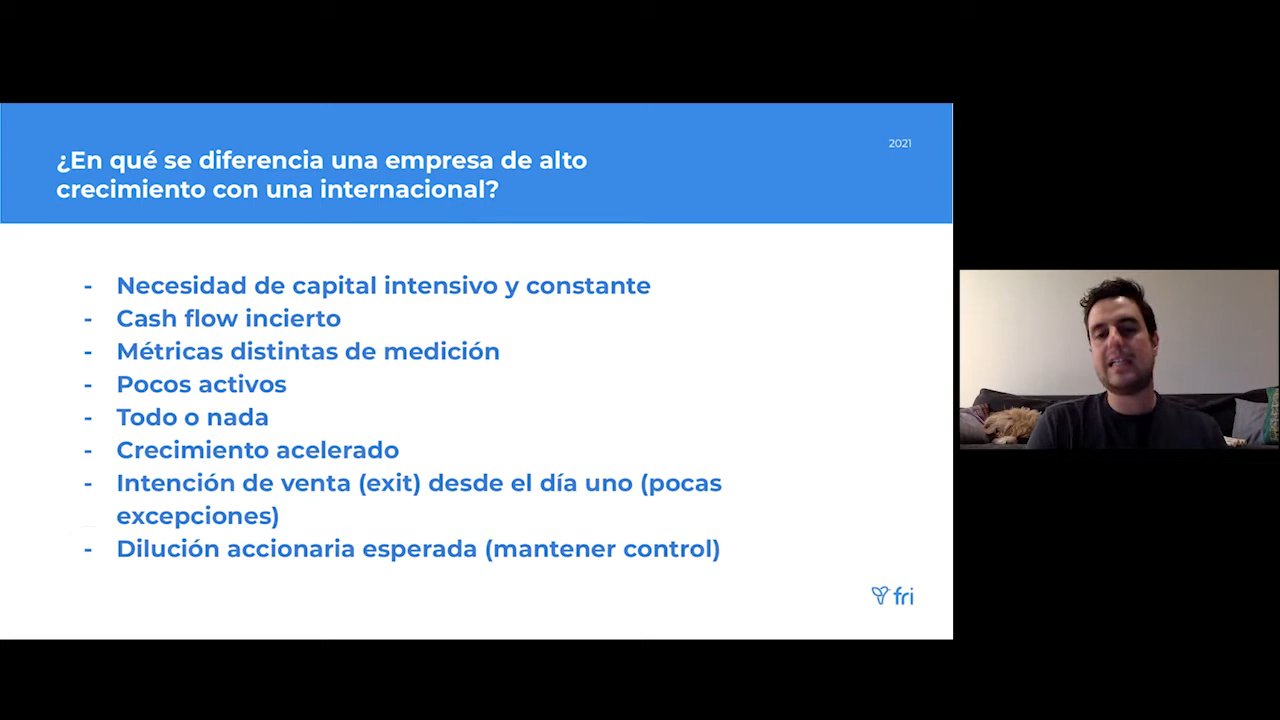 2021
¿En qué se diferencia una empresa de alto
crecimiento con una internacional?
- Necesidad de capital intensivo y constante
- Cash flow incierto
- Métricas distintas de medición
- Pocos activos
- Todo o nada
- Crecimiento acelerado
- Intención de venta (exit) desde el día uno (pocas
excepciones)
- Dilución accionaria esperada (mantener control)
fri